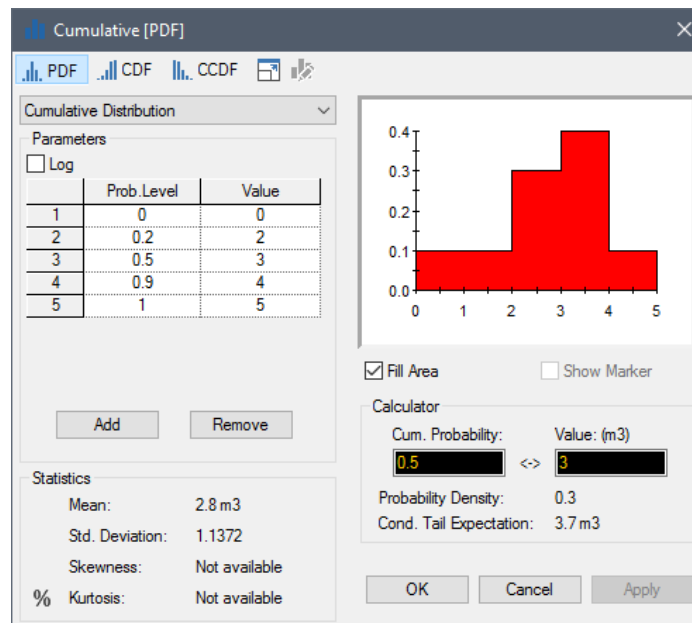 Cumulative [PDF]
PDF CDF CCDF
Cumulative Distribution
Parameters
Log
Prob.Level Value
1 0 0
2 0.2 2
3 0.5 3
4 0.9 4
5 1 5
Add Remove
Statistics
Mean: 2.8 m3
Std. Deviation: 1.1372
Skewness: Not available
% Kurtosis: Not available
0.4
0.3
0.2
0.1
0.0
0 1 2 3 4 5
Fill Area Show Marker
Calculator
Cum. Probability: Value: (m3)
0.5 <-> 3
Probability Density: 0.3
Cond. Tail Expectation: 3.7 m3
OK Cancel Apply